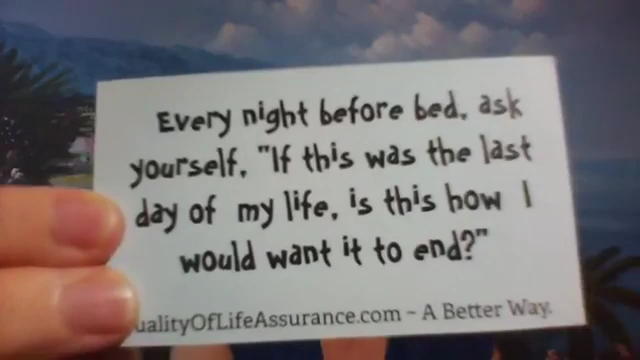 Every night before bed, ask
yourself, "If this was the last
day of my life, is this how I
would want it to end?"
ualityOfLifeAssurance.com ~ A Better Way.